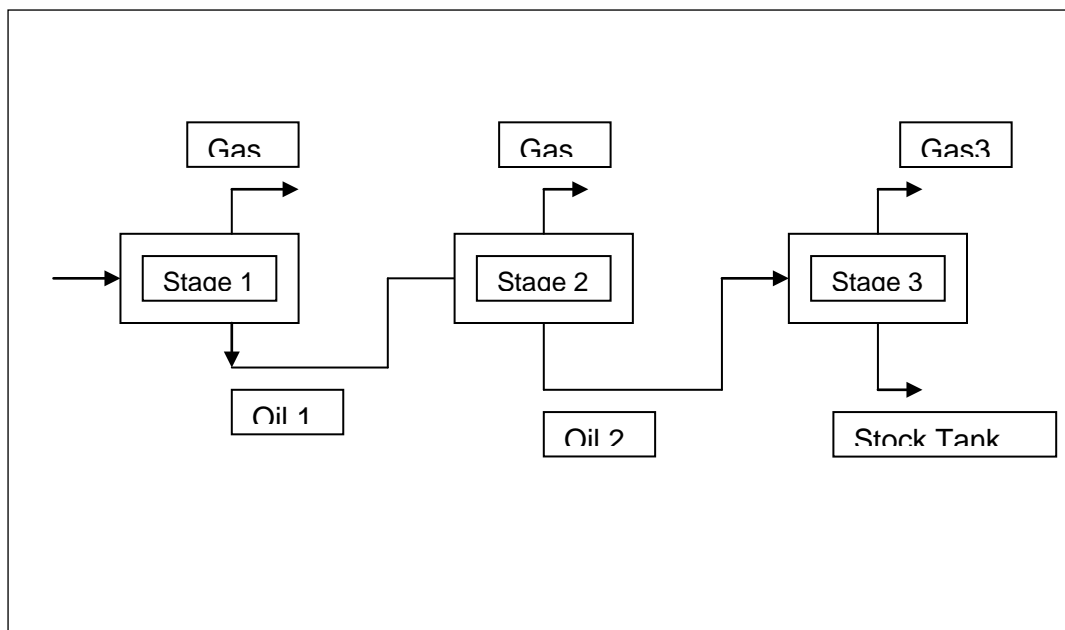 Gas
Gas
Gas3
Stage 1
Stage 2
Stage 3
Oil 1
Oil 2
Stock Tank